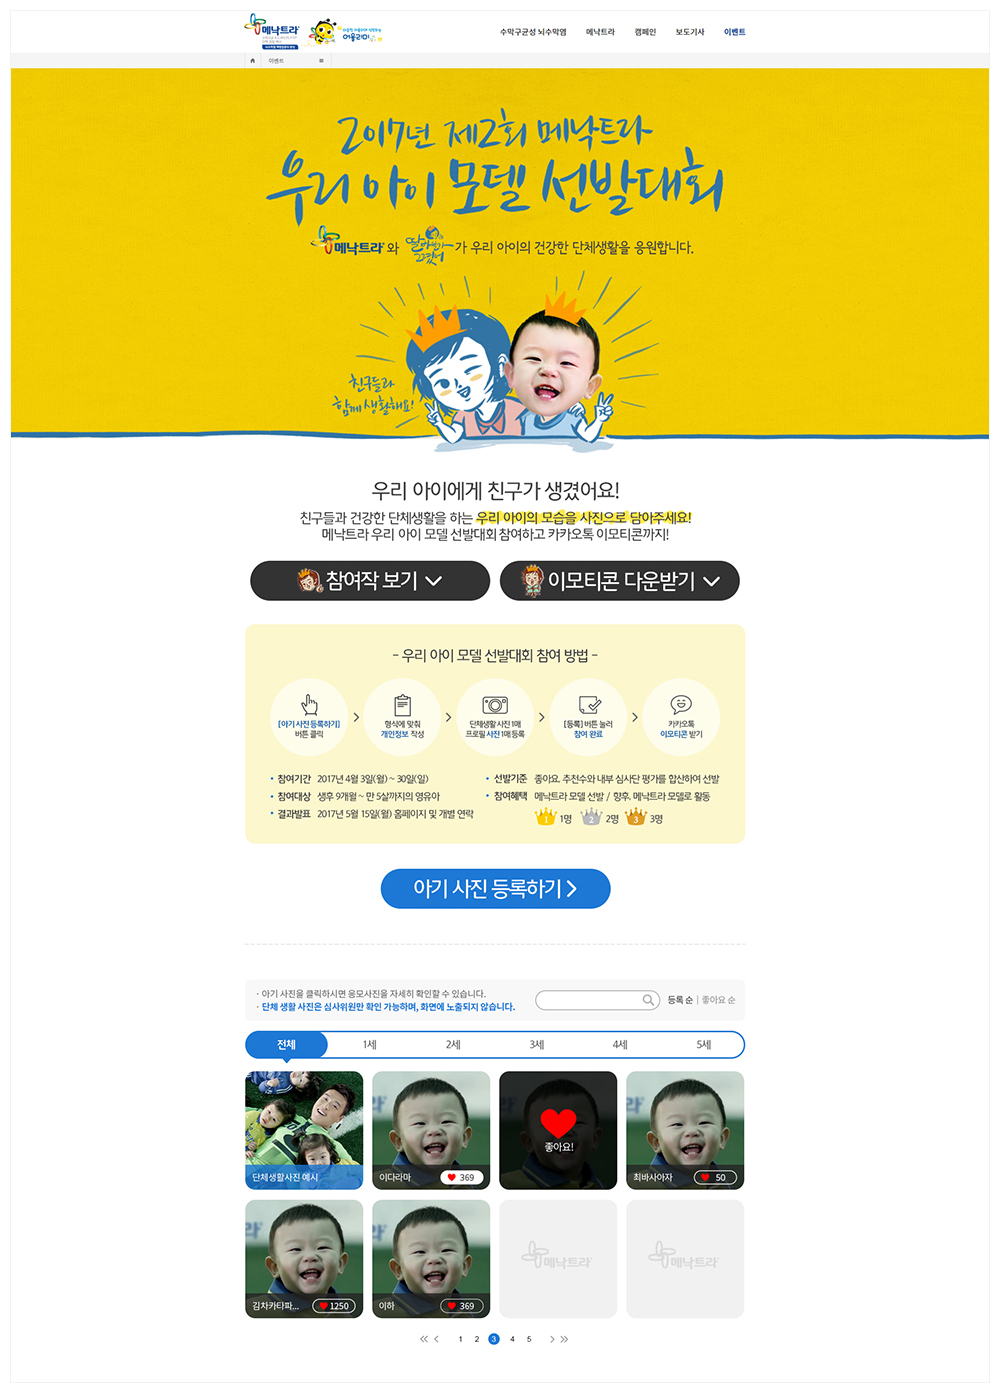 메낙트라
어울리미
수막구균성 뇌수막염 메낙트라 캠페인 보도기사 이벤트
이벤트
2017년 제2회 메낙트라
우리 아이 모델 선발대회
메낙트라와 딸바보가 그렸어 가 우리 아이의 건강한 단체생활을 응원합니다.
친구들과
함께 생활해요!
우리 아이에게 친구가 생겼어요!
친구들과 건강한 단체생활을 하는 우리 아이의 모습을 사진으로 담아주세요!
메낙트라 우리 아이 모델 선발대회 참여하고 카카오톡 이모티콘까지!
참여작 보기
이모티콘 다운받기
- 우리 아이 모델 선발대회 참여 방법 -
[아기 사진 등록하기]
버튼 클릭
형식에 맞춰
개인정보 작성
단체생활 사진 1매
프로필 사진 1매 등록
[등록] 버튼 눌러
참여 완료
카카오톡
이모티콘 받기
• 참여기간 2017년 4월 3일(월) ~ 30일(일)
• 참여대상 생후 9개월 ~ 만 5살까지의 영유아
• 결과발표 2017년 5월 15일(월) 홈페이지 및 개별 연락
• 선발기준 좋아요. 추천수와 내부 심사단 평가를 합산하여 선발
• 참여혜택 메낙트라 모델 선발 / 향후, 메낙트라 모델로 활동
1 1명 2 2명 3 3명
아기 사진 등록하기 >
· 아기 사진을 클릭하시면 응모사진을 자세히 확인할 수 있습니다.
· 단체 생활 사진은 심사위원만 확인 가능하며, 화면에 노출되지 않습니다.
등록 순 | 좋아요 순
전체 1세 2세 3세 4세 5세
단체생활사진 예시
이다라마 369
좋아요!
최바사아자 50
김차카타파... 1250
이하 369
메낙트라
메낙트라
1 2 3 4 5